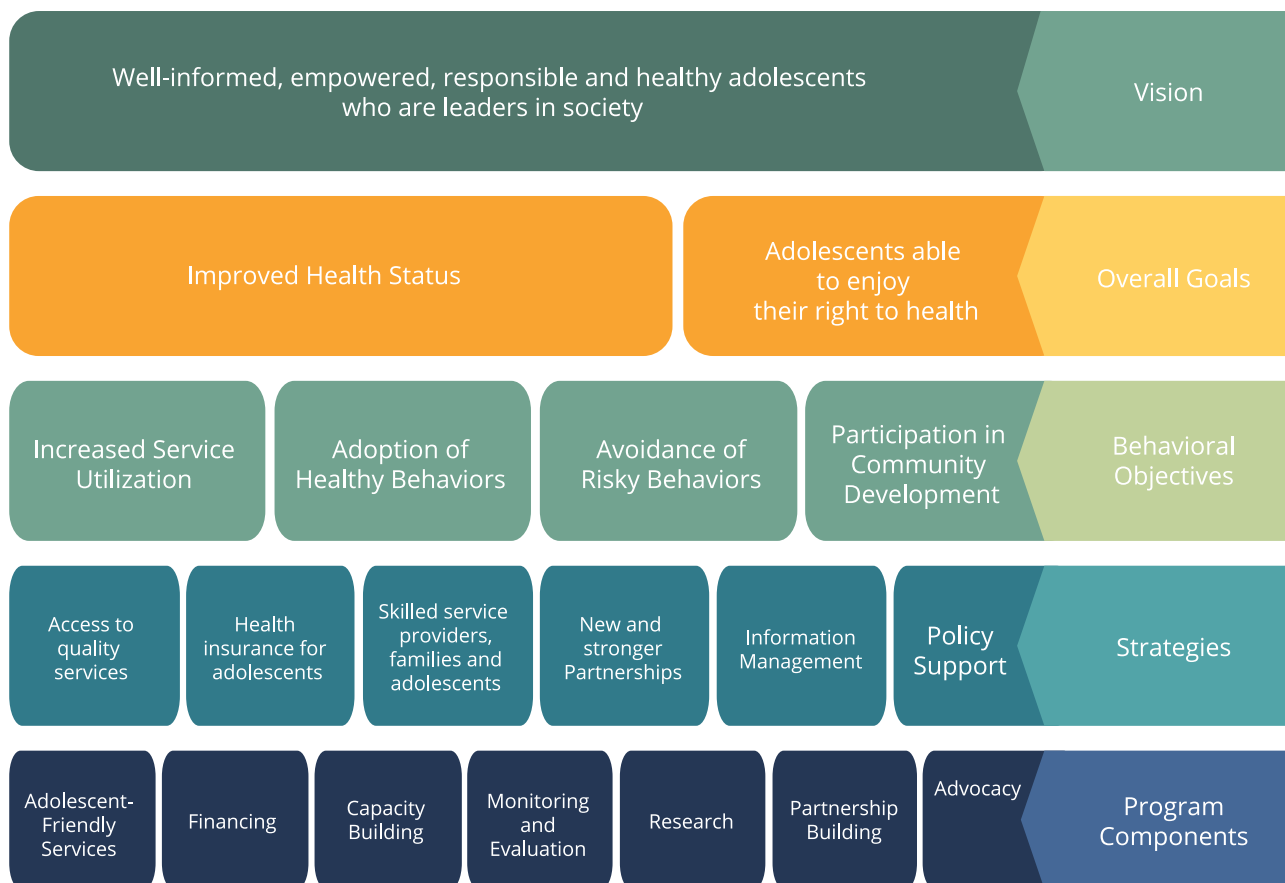 Well-informed, empowered, responsible and healthy adolescents
who are leaders in society
Vision
Improved Health Status
Adolescents able
to enjoy
their right to health
Overall Goals
Increased Service
Utilization
Adoption of
Healthy Behaviors
Avoidance of
Risky Behaviors
Participation in
Community
Development
Behavioral
Objectives
Access to
quality
services
Health
insurance for
adolescents
Skilled service
providers,
families and
adolescents
New and
stronger
Partnerships
Information
Management
Policy
Support
Strategies
Adolescent-
Friendly
Services
Financing
Capacity
Building
Monitoring
and
Evaluation
Research
Partnership
Building
Advocacy
Program
Components